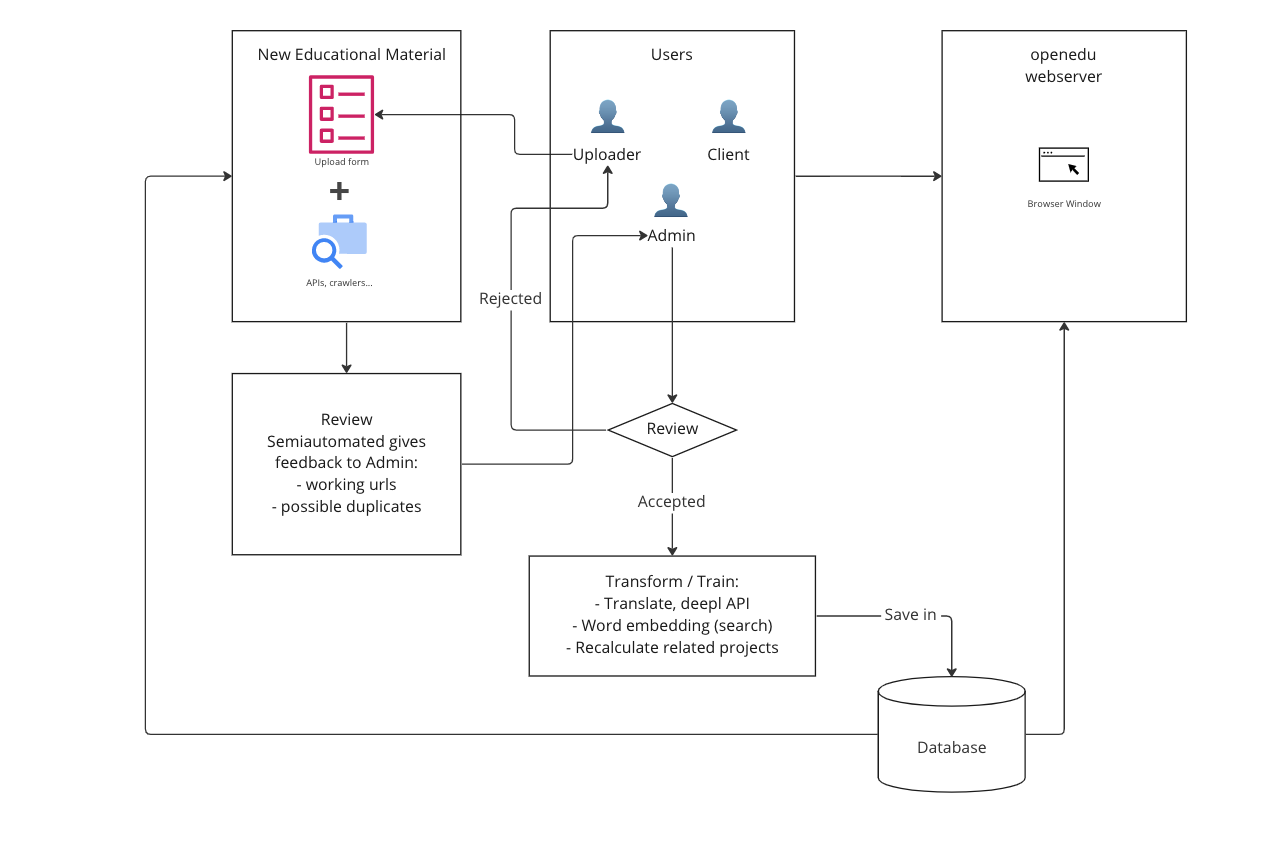 New Educational Material
Upload form
APIs, crawlers...
Users
Uploader
Client
Admin
openedu
webserver
Browser Window
Rejected
Review
Semiautomated gives
feedback to Admin:
- working urls
- possible duplicates
Review
Accepted
Transform / Train:
- Translate, deepl API
- Word embedding (search)
- Recalculate related projects
Save in
Database